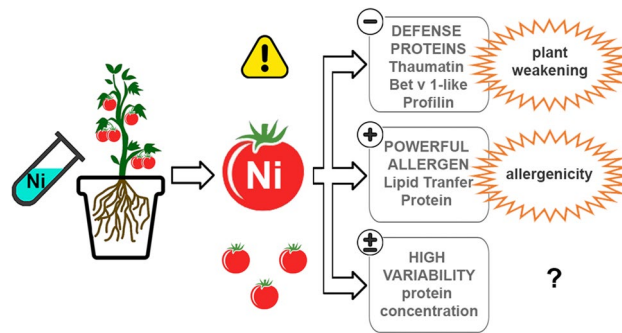 Ni
Ni
−
DEFENSE
PROTEINS
Thaumatin
Bet v 1-like
Profilin
plant
weakening
+
POWERFUL
ALLERGEN
Lipid Tranfer
Protein
allergenicity
±
HIGH
VARIABILITY
protein
concentration
?